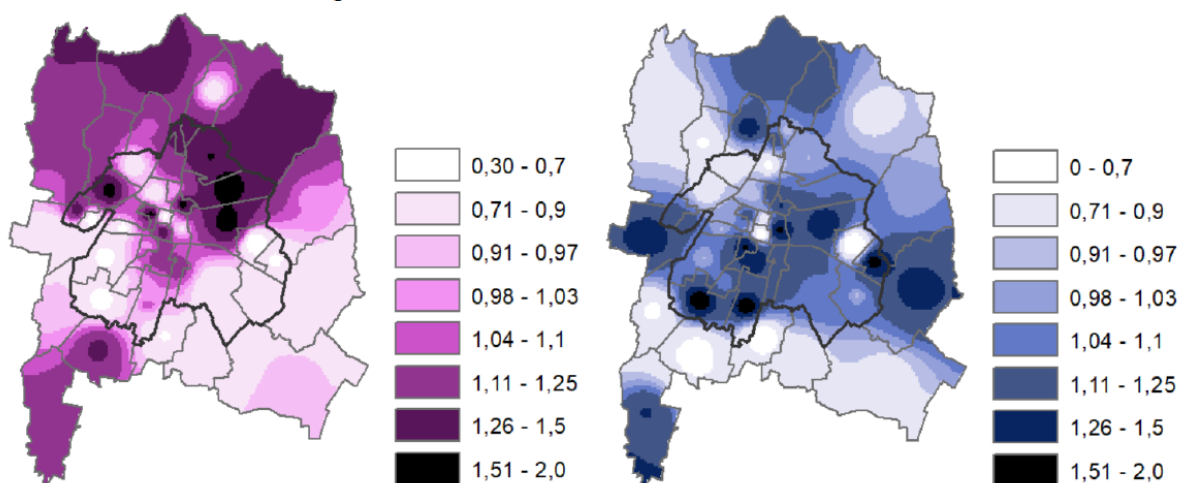 0,30 - 0,7
0,71 - 0,9
0,91 - 0,97
0,98 - 1,03
1,04 - 1,1
1,11 - 1,25
1,26 - 1,5
1,51 - 2,0
0 - 0,7
0,71 - 0,9
0,91 - 0,97
0,98 - 1,03
1,04 - 1,1
1,11 - 1,25
1,26 - 1,5
1,51 - 2,0